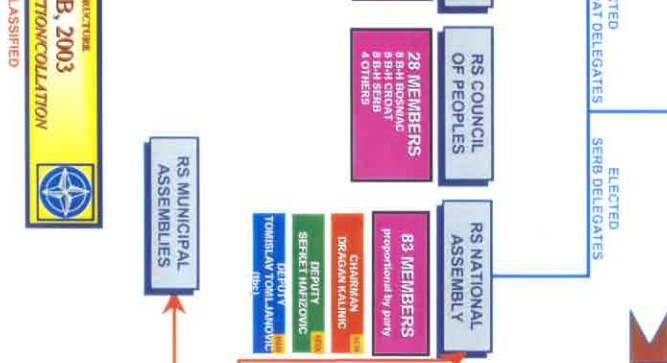 ELECTED
SERB DELEGATES
DELEGATES
RS COUNCIL
OF PEOPLES
28 MEMBERS
8 B-H BOSNIAC
8 B-H CROAT
8 B-H SERB
4 OTHERS
RS NATIONAL
ASSEMBLY
83 MEMBERS
proportional by party
CHAIRMAN
DRAGAN KALINIC
DEPUTY
SEFKET HAFIZOVIC
DEPUTY
TOMISLAV TOMLJANOVIC
(tbc)
RS MUNICIPAL
ASSEMBLIES
B, 2003
TION/COLLATION